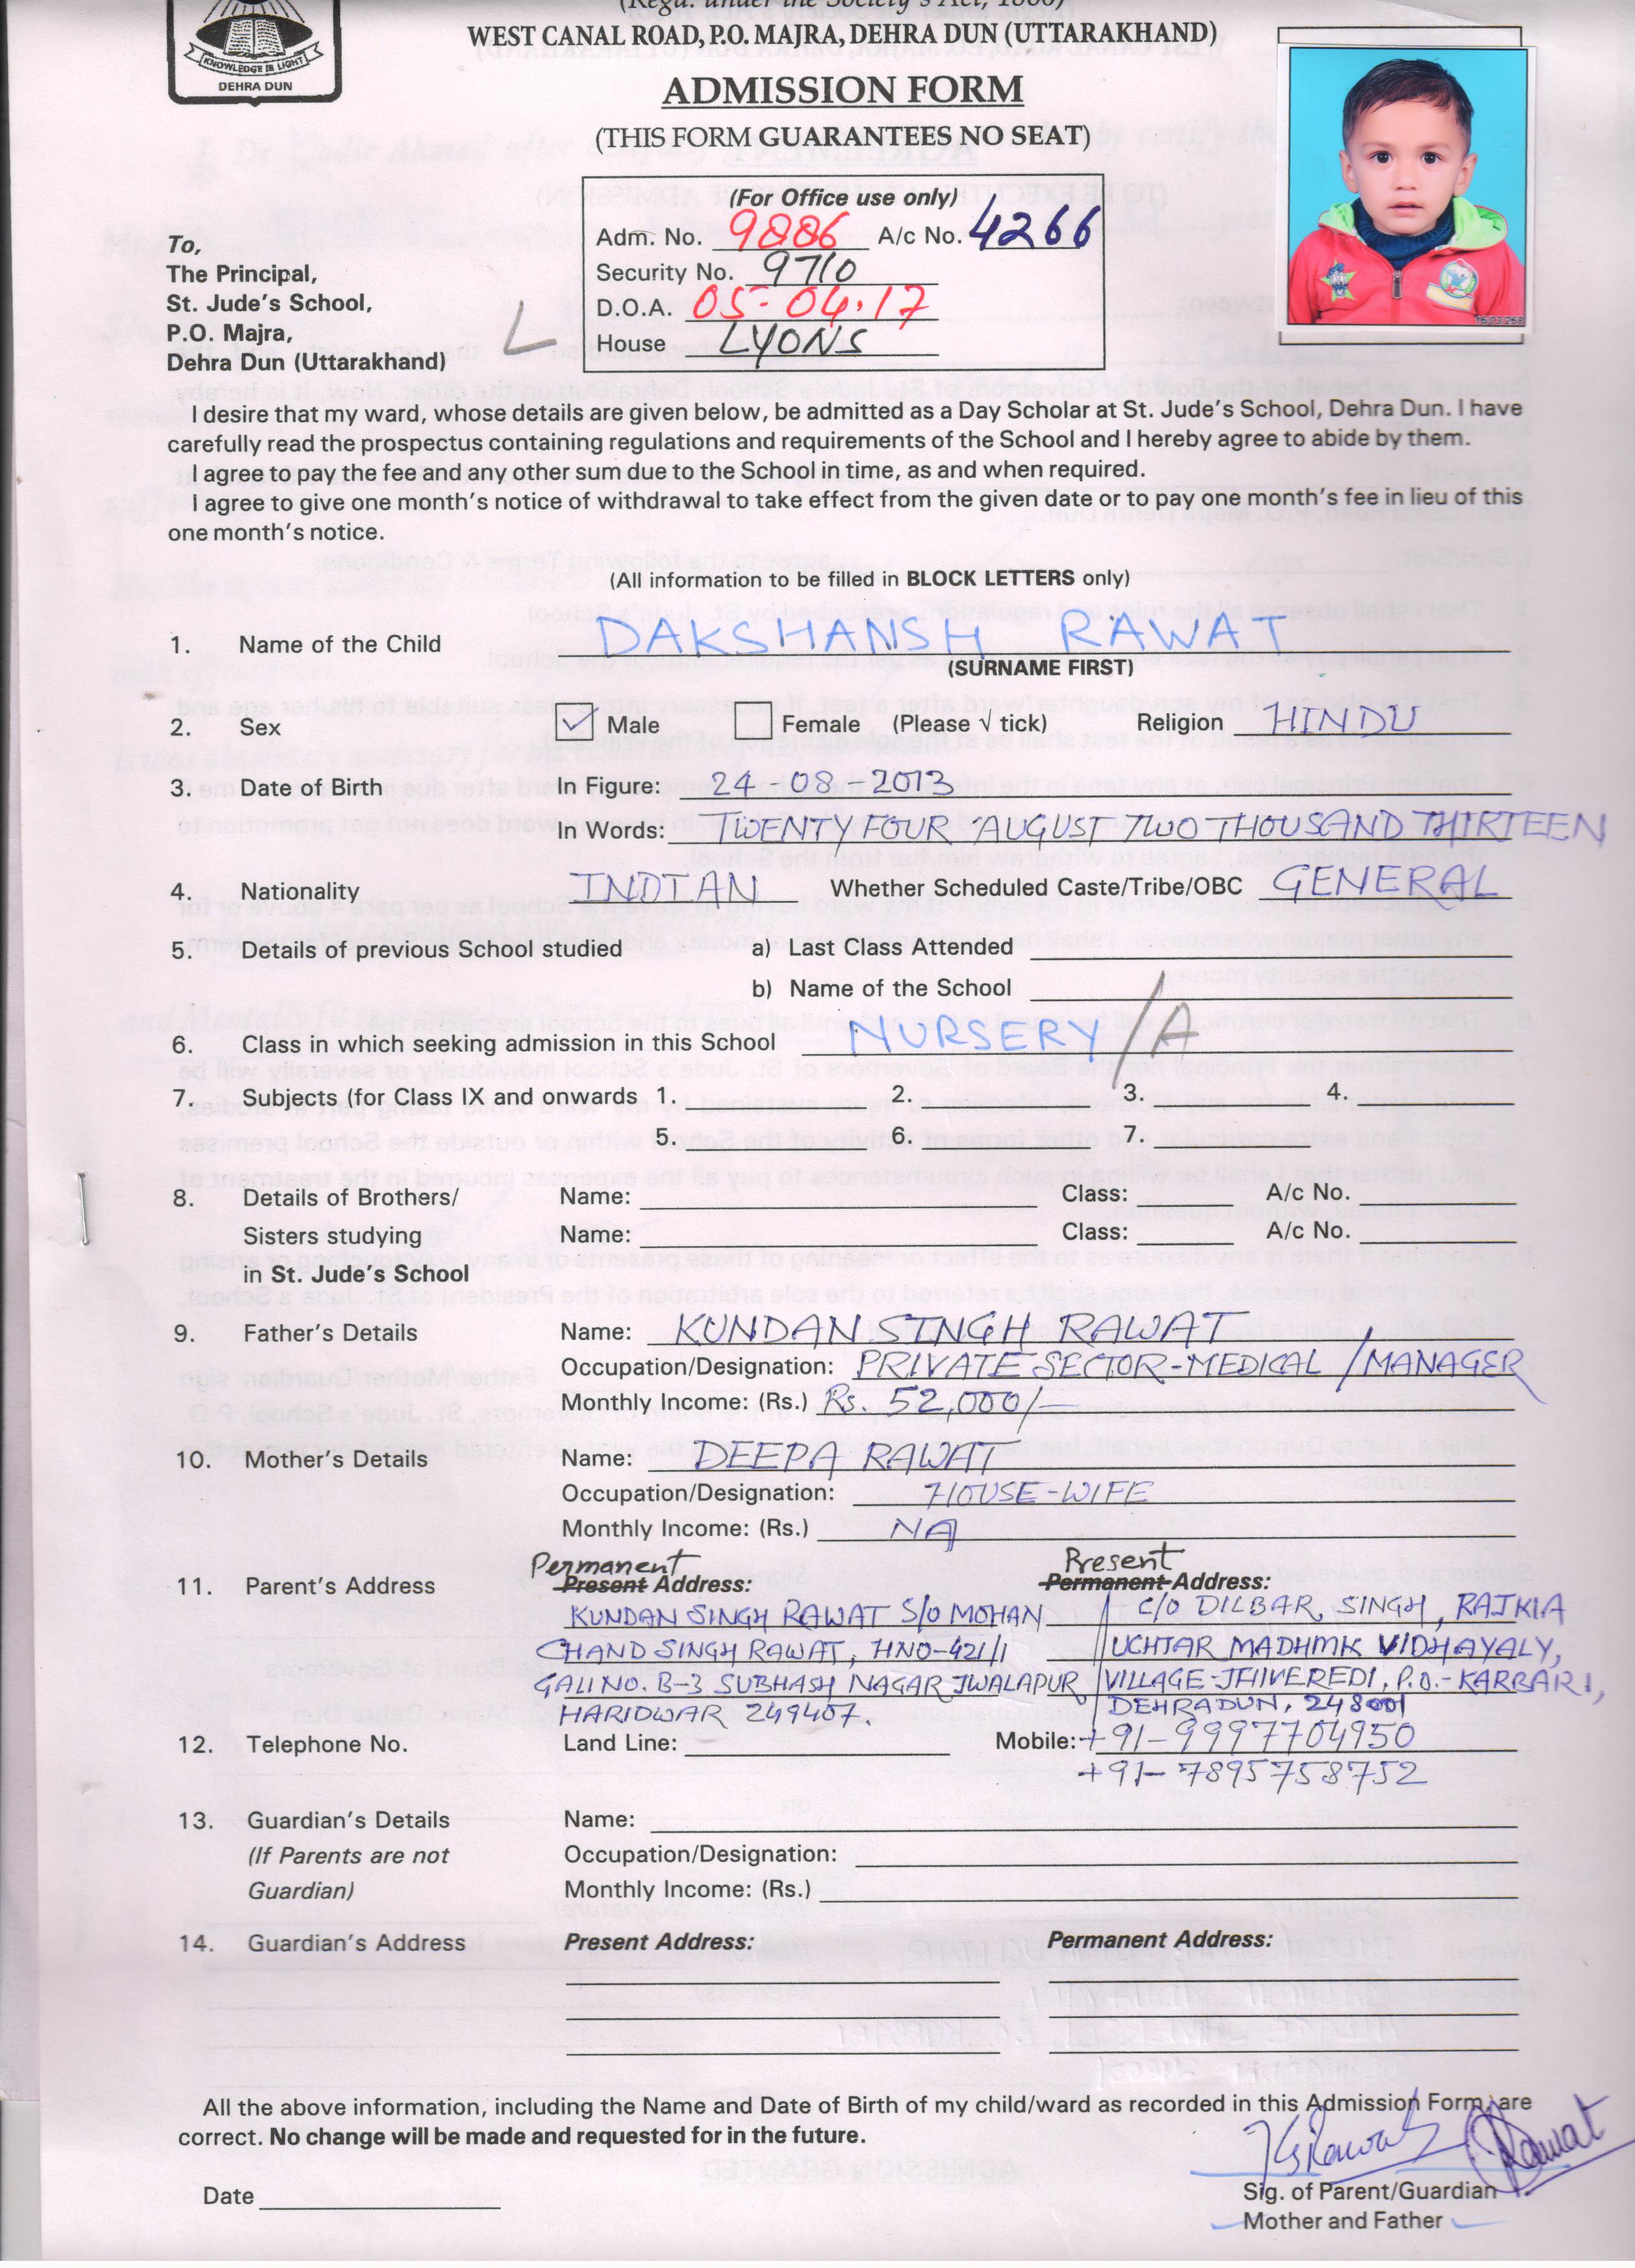 (Regd. under the Society's Act, 1860)
WEST CANAL ROAD, P.O. MAJRA, DEHRA DUN (UTTARAKHAND)
KNOWLEDGE IS LIGHT
DEHRA DUN
ADMISSION FORM
(THIS FORM GUARANTEES NO SEAT)
16/03/268
(For Office use only)
Adm. No. 9886 A/c No. 4266
Security No. 9710
D.O.A. 05-04.17
House LYONS
To,
The Principal,
St. Jude's School,
P.O. Majra,
Dehra Dun (Uttarakhand)
L
I desire that my ward, whose details are given below, be admitted as a Day Scholar at St. Jude's School, Dehra Dun. I have
carefully read the prospectus containing regulations and requirements of the School and I hereby agree to abide by them.
I agree to pay the fee and any other sum due to the School in time, as and when required.
I agree to give one month's notice of withdrawal to take effect from the given date or to pay one month's fee in lieu of this
one month's notice.
(All information to be filled in BLOCK LETTERS only)
1. Name of the Child DAKSHANSH RAWAT
(SURNAME FIRST)
2. Sex Male Female (Please √ tick) Religion HINDU
3. Date of Birth In Figure: 24-08-2013
In Words: TWENTY FOUR AUGUST TWO THOUSAND THIRTEEN
4. Nationality INDIAN Whether Scheduled Caste/Tribe/OBC GENERAL
5. Details of previous School studied a) Last Class Attended
b) Name of the School
6. Class in which seeking admission in this School NURSERY/A
7. Subjects (for Class IX and onwards 1. 2. 3. 4.
5. 6. 7.
8. Details of Brothers/ Name: Class: A/c No.
Sisters studying Name: Class: A/c No.
in St. Jude's School
9. Father's Details Name: KUNDAN SINGH RAWAT
Occupation/Designation: PRIVATE SECTOR-MEDICAL/MANAGER
Monthly Income: (Rs.) Rs. 52,000/-
10. Mother's Details Name: DEEPA RAWAT
Occupation/Designation: HOUSE-WIFE
Monthly Income: (Rs.) NA
Permanent Present
11. Parent's Address Present Address: Permanent Address:
KUNDAN SINGH RAWAT S/O MOHAN C/O DILBAR SINGH, RAJKIA
CHAND SINGH RAWAT, HNO-421/1 UCHTAR MADHMK VIDHAYALY,
GALI NO. B-3 SUBHASH NAGAR JWALAPUR VILLAGE-JHIVEREDI, P.O.-KARBARI,
HARIDWAR 249407. DEHRADUN, 248001
12. Telephone No. Land Line: Mobile: +91-9997704950
+91-7895758752
13. Guardian's Details Name:
(If Parents are not Occupation/Designation:
Guardian) Monthly Income: (Rs.)
14. Guardian's Address Present Address: Permanent Address:
All the above information, including the Name and Date of Birth of my child/ward as recorded in this Admission Form, are
correct. No change will be made and requested for in the future.
KSRawat Rawat
Date
Sig. of Parent/Guardian
Mother and Father